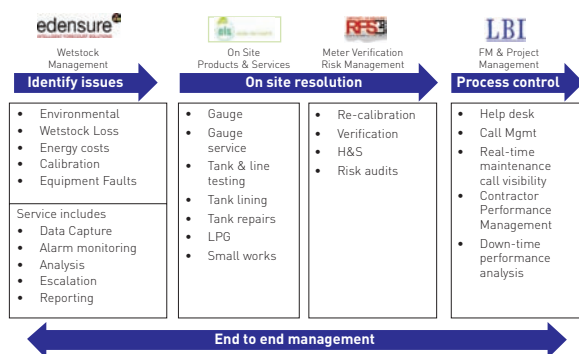 edensure
Wetstock
Management
Identify issues
Environmental
Wetstock Loss
Energy costs
Calibration
Equipment Faults
Service includes
Data Capture
Alarm monitoring
Analysis
Escalation
Reporting
On Site
Products & Services
RFS
Meter Verification
Risk Management
On site resolution
Gauge
Gauge
service
Tank & line
testing
Tank lining
Tank repairs
LPG
Small works
Re-calibration
Verification
H&S
Risk audits
LBI
FM & Project
Management
Process control
Help desk
Call Mgmt
Real-time
maintenance
call visibility
Contractor
Performance
Management
Down-time
performance
analysis
End to end management